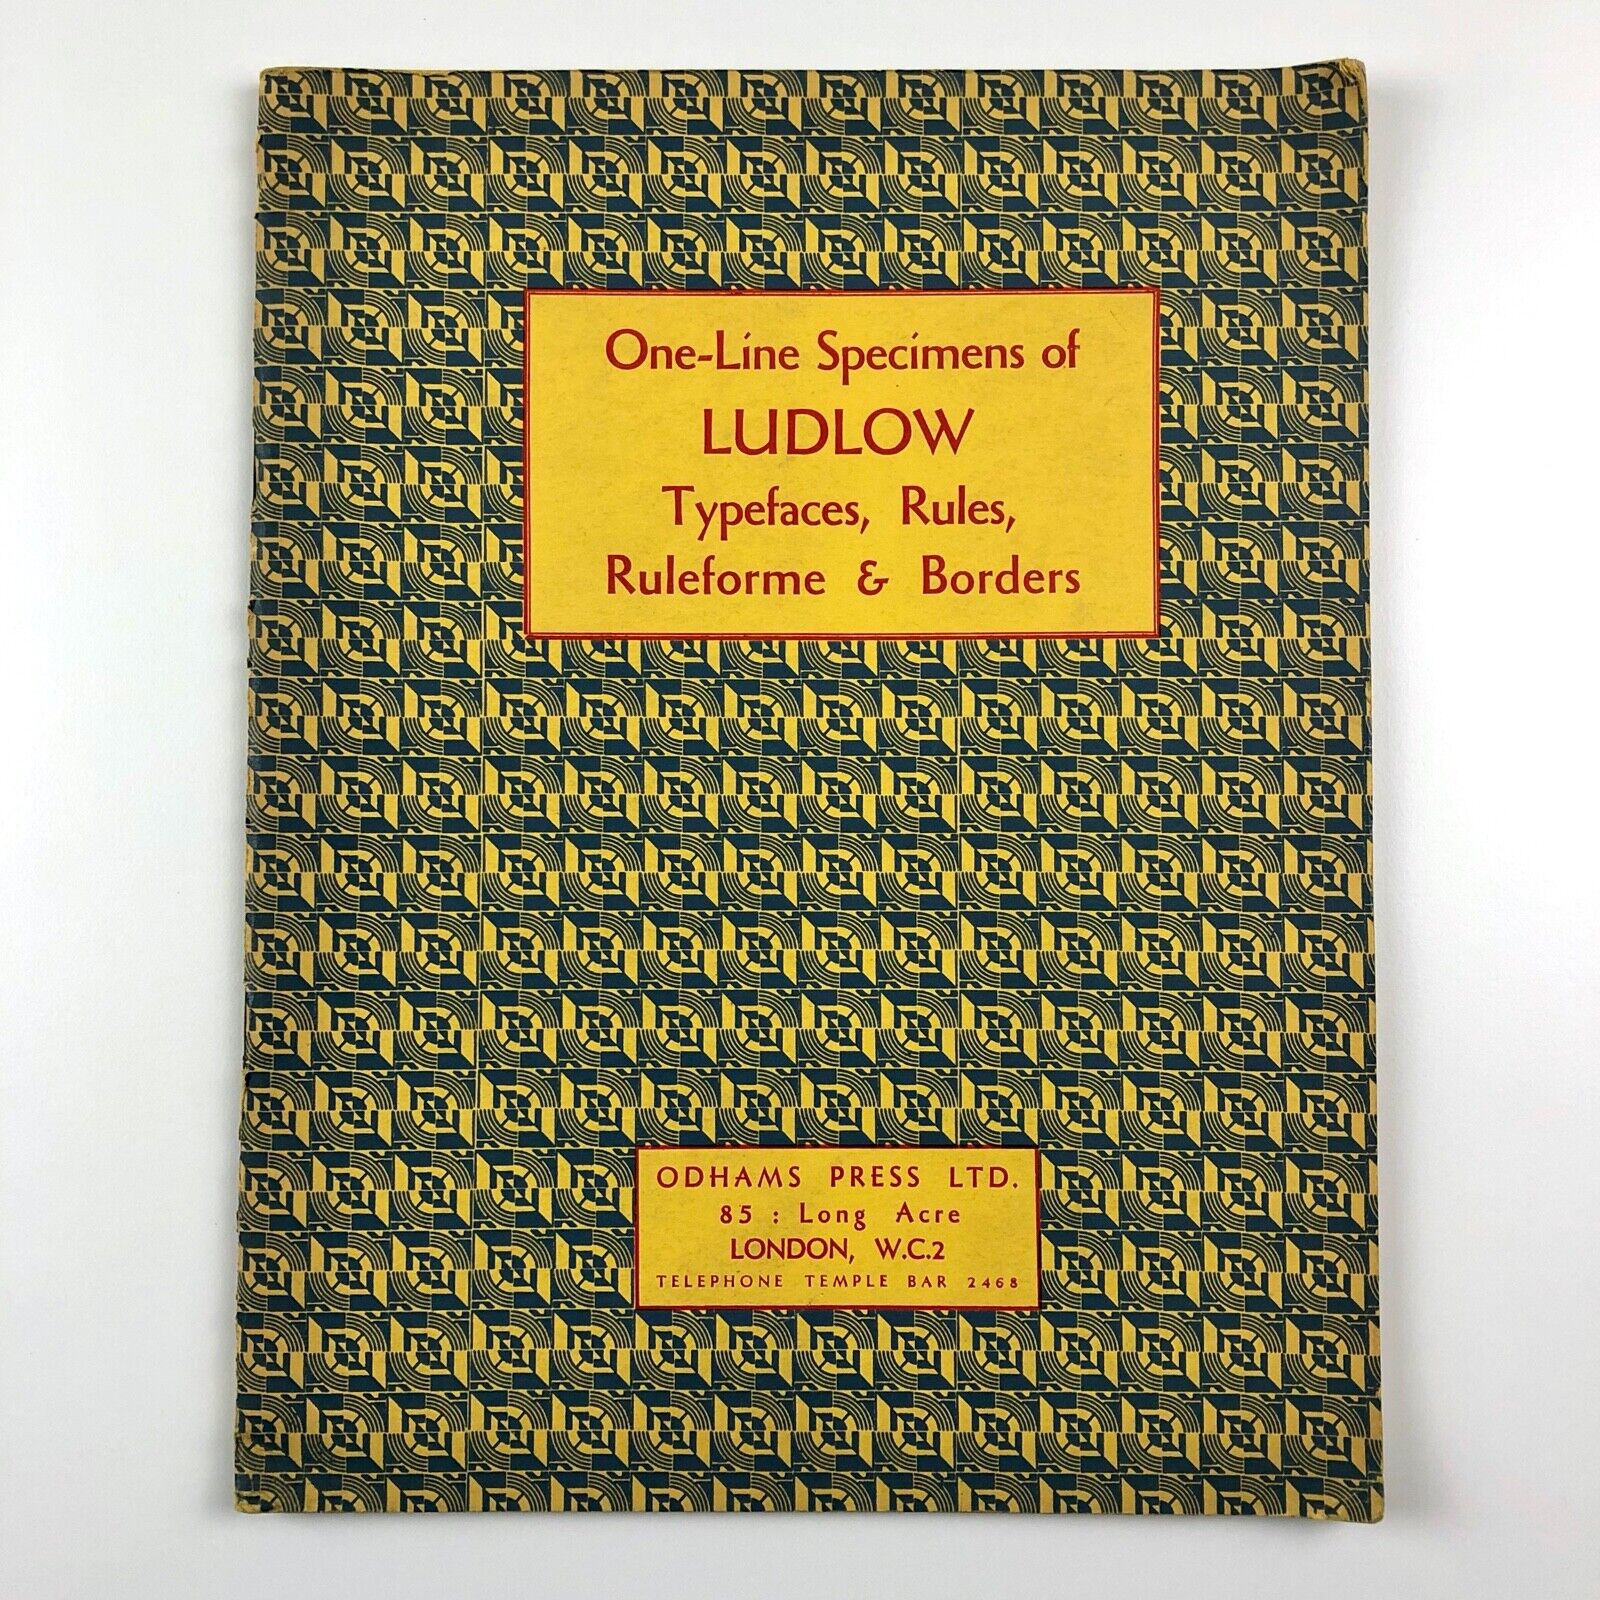 One-Line Specimens of
LUDLOW
Typefaces, Rules,
Ruleforme & Borders
ODHAMS PRESS LTD.
85 : Long Acre
LONDON, W.C.2
TELEPHONE TEMPLE BAR 2468